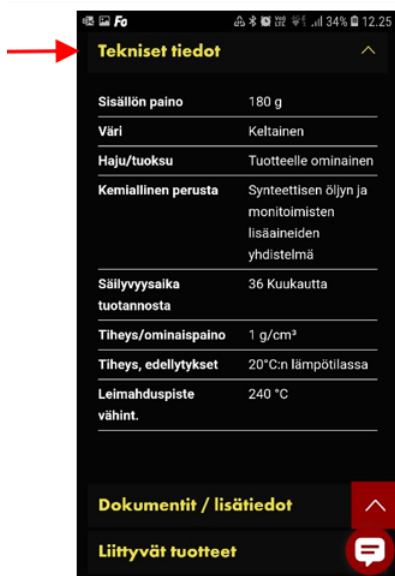 Fo 34% 12.25
Tekniset tiedot
Sisällön paino 180 g
Väri Keltainen
Haju/tuoksu Tuotteelle ominainen
Kemiallinen perusta Synteettisen öljyn ja
monitoimisten
lisäaineiden
yhdistelmä
Säilyvyysaika 36 Kuukautta
tuotannosta
Tiheys/ominaispaino 1 g/cm³
Tiheys, edellytykset 20°C:n lämpötilassa
Leimahduspiste 240 °C
vähint.
Dokumentit / lisätiedot
Liittyvät tuotteet